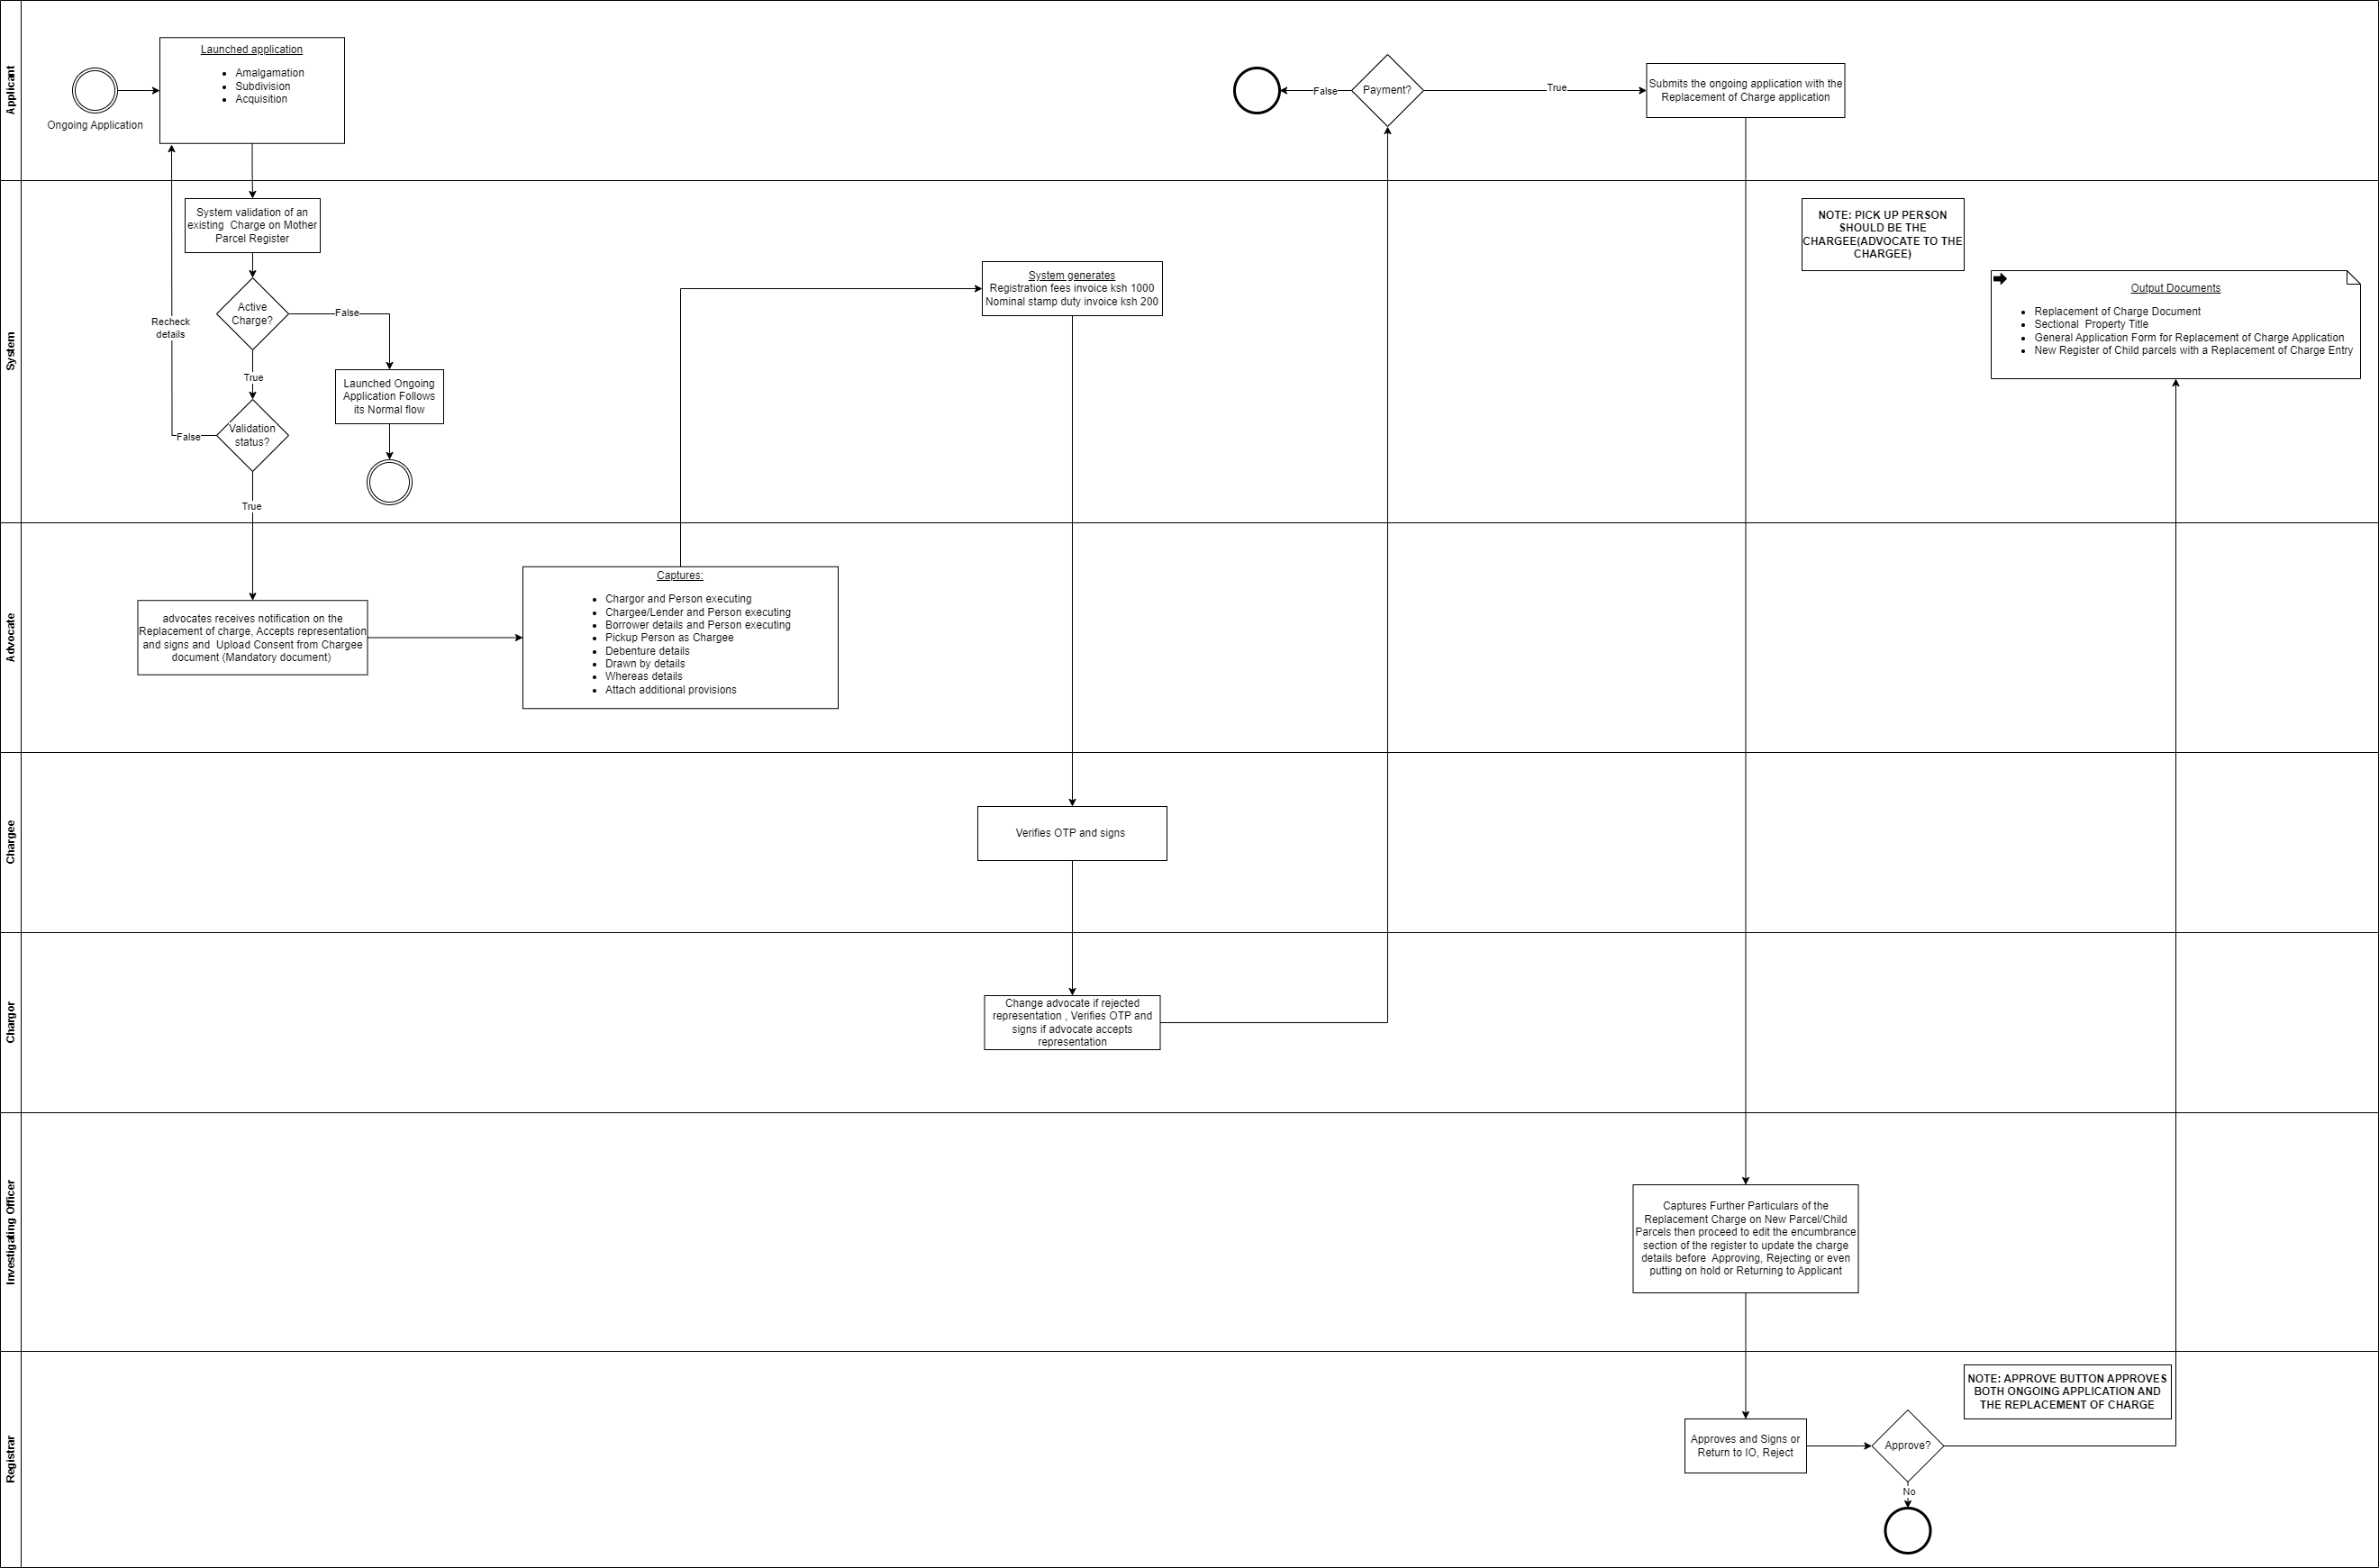 Applicant
Ongoing Application
Launched application
Amalgamation
Subdivision
Acquisition
False
Payment?
True
Submits the ongoing application with the
Replacement of Charge application
System
System validation of an
existing Charge on Mother
Parcel Register
Active
Charge?
False
Recheck
details
True
Launched Ongoing
Application Follows
its Normal flow
Validation
status?
False
True
System generates
Registration fees invoice ksh 1000
Nominal stamp duty invoice ksh 200
NOTE: PICK UP PERSON
SHOULD BE THE
CHARGEE(ADVOCATE TO THE
CHARGEE)
Output Documents
Replacement of Charge Document
Sectional Property Title
General Application Form for Replacement of Charge Application
New Register of Child parcels with a Replacement of Charge Entry
Advocate
advocates receives notification on the
Replacement of charge, Accepts representation
and signs and Upload Consent from Chargee
document (Mandatory document)
Captures:
Chargor and Person executing
Chargee/Lender and Person executing
Borrower details and Person executing
Pickup Person as Chargee
Debenture details
Drawn by details
Whereas details
Attach additional provisions
Chargee
Verifies OTP and signs
Chargor
Change advocate if rejected
representation , Verifies OTP and
signs if advocate accepts
representation
Investigating Officer
Captures Further Particulars of the
Replacement Charge on New Parcel/Child
Parcels then proceed to edit the encumbrance
section of the register to update the charge
details before Approving, Rejecting or even
putting on hold or Returning to Applicant
Registrar
Approves and Signs or
Return to IO, Reject
Approve?
No
NOTE: APPROVE BUTTON APPROVES
BOTH ONGOING APPLICATION AND
THE REPLACEMENT OF CHARGE